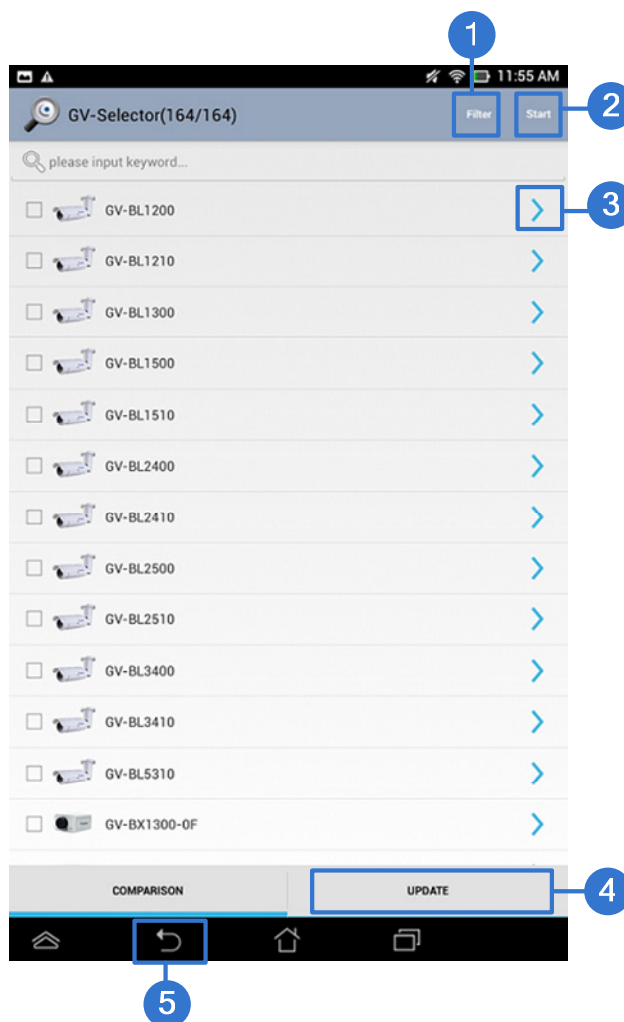 1
11:55 AM
GV-Selector(164/164)
Filter
Start
2
please input keyword...
GV-BL1200
3
GV-BL1210
GV-BL1300
GV-BL1500
GV-BL1510
GV-BL2400
GV-BL2410
GV-BL2500
GV-BL2510
GV-BL3400
GV-BL3410
GV-BL5310
GV-BX1300-0F
COMPARISON
UPDATE
4
5